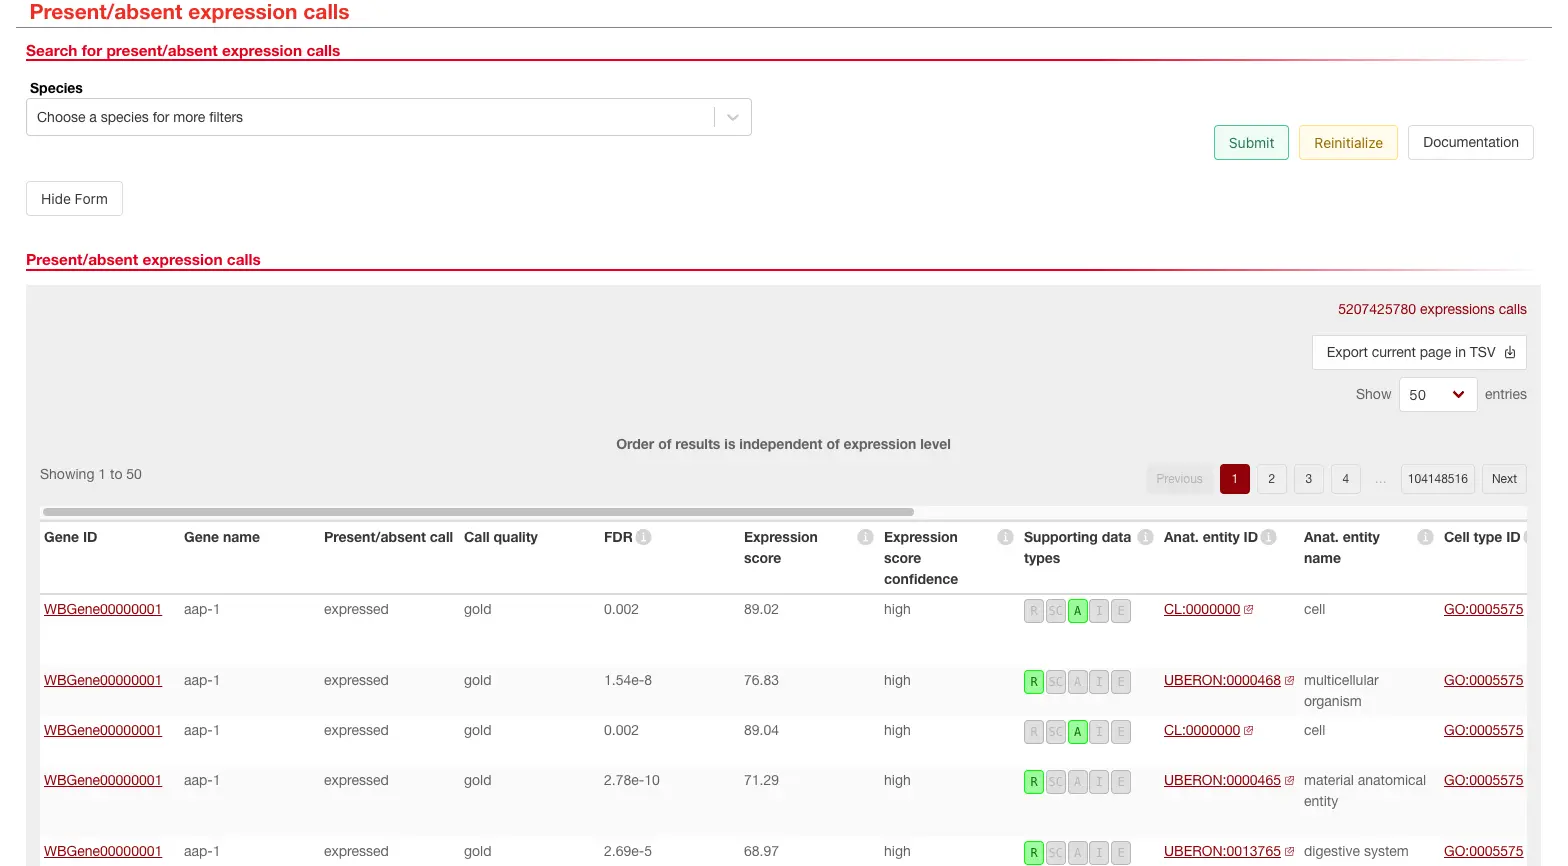 Present/absent expression calls
Search for present/absent expression calls
Species
Choose a species for more filters
Submit Reinitialize Documentation
Hide Form
Present/absent expression calls
5207425780 expressions calls
Export current page in TSV
Show 50 entries
Order of results is independent of expression level
Showing 1 to 50
Previous 1 2 3 4 ... 104148516 Next
Gene ID Gene name Present/absent call Call quality FDR i Expression score i Expression score confidence i Supporting data types i Anat. entity ID i Anat. entity name i Cell type ID
WBGene00000001 aap-1 expressed gold 0.002 89.02 high R SC A I E CL:0000000 cell GO:0005575
WBGene00000001 aap-1 expressed gold 1.54e-8 76.83 high R SC A I E UBERON:0000468 multicellular organism GO:0005575
WBGene00000001 aap-1 expressed gold 0.002 89.04 high R SC A I E CL:0000000 cell GO:0005575
WBGene00000001 aap-1 expressed gold 2.78e-10 71.29 high R SC A I E UBERON:0000465 material anatomical entity GO:0005575
WBGene00000001 aap-1 expressed gold 2.69e-5 68.97 high R SC A I E UBERON:0013765 digestive system GO:0005575